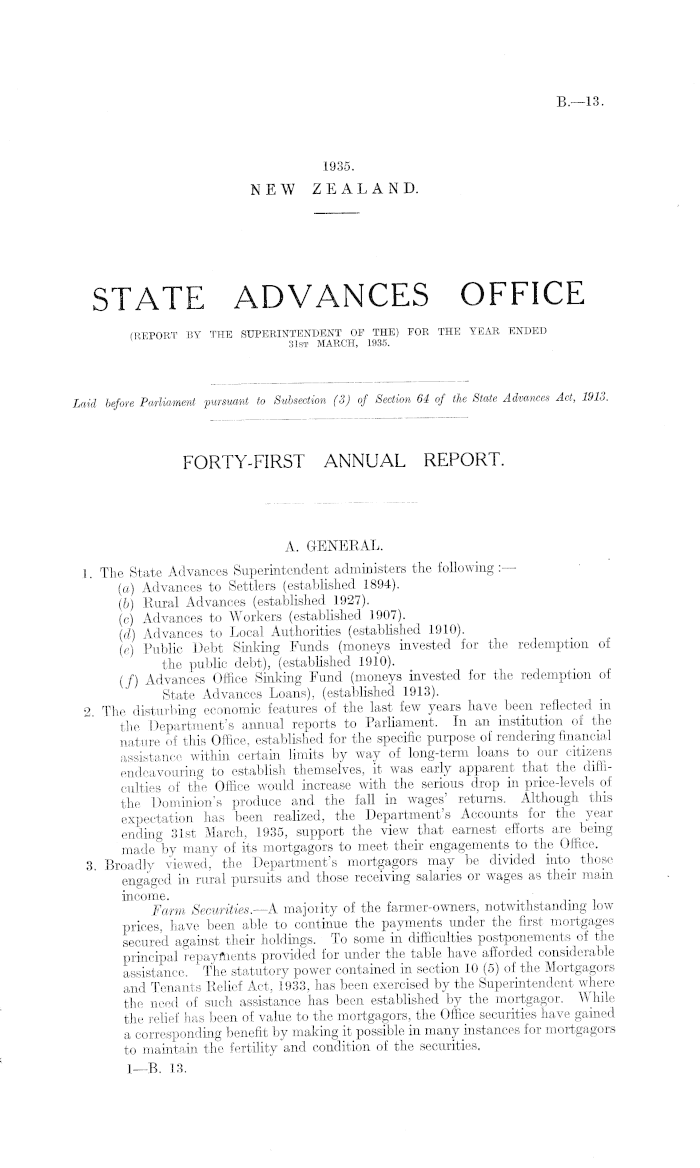 B.—13.
1935.
NEW ZEALAND.
STATE ADVANCES OFFICE
(REPORT BY THE SUPERINTENDENT OF THE) FOR THE YEAR ENDED
31ST MARCH, 1935.
Laid before Parliament pursuant to Subsection (3) of Section 64 of the State Advances Act, 1913.
FORTY-FIRST ANNUAL REPORT.
A. GENERAL.
1. The State Advances Superintendent administers the following :—
(a) Advances to Settlers (established 1894).
(b) Rural Advances (established 1927).
(c) Advances to Workers (established 1907).
(d) Advances to Local Authorities (established 1910).
(e) Public Debt Sinking Funds (moneys invested for the redemption of
the public debt), (established 1910).
(f) Advances Office Sinking Fund (moneys invested for the redemption of
State Advances Loans), (established 1913).
2. The disturbing economic features of the last few years have been reflected in
the Department's annual reports to Parliament. In an institution of the
nature of this Office, established for the specific purpose of rendering financial
assistance within certain limits by way of long-term loans to our citizens
endeavouring to establish themselves, it was early apparent that the diffi-
culties of the Office would increase with the serious drop in price-levels of
the Dominion's produce and the fall in wages' returns. Although this
expectation has been realized, the Department's Accounts for the year
ending 31st March, 1935, support the view that earnest efforts are being
made by many of its mortgagors to meet their engagements to the Office.
3. Broadly viewed, the Department's mortgagors may be divided into those
engaged in rural pursuits and those receiving salaries or wages as their main
income.
Farm Securities.—A majority of the farmer-owners, notwithstanding low
prices, have been able to continue the payments under the first mortgages
secured against their holdings. To some in difficulties postponements of the
principal repayments provided for under the table have afforded considerable
assistance. The statutory power contained in section 10 (5) of the Mortgagors
and Tenants Relief Act, 1933, has been exercised by the Superintendent where
the need of such assistance has been established by the mortgagor. While
the relief has been of value to the mortgagors, the Office securities have gained
a corresponding benefit by making it possible in many instances for mortgagors
to maintain the fertility and condition of the securities.
1—B. 13.